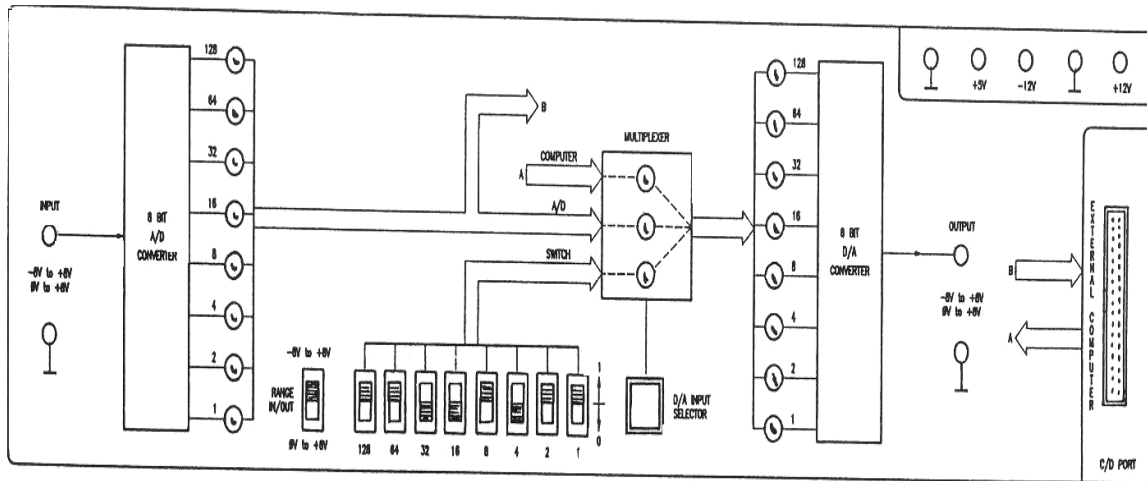 128
64
32
16
8
4
2
1
INPUT
-8V to +8V
0V to +8V
8 BIT
A/D
CONVERTER
B
COMPUTER
A
A/D
SWITCH
MULTIPLEXER
-8V to +8V
RANGE
IN/OUT
0V to +8V
128 64 32 16 8 4 2 1
1
0
D/A INPUT
SELECTOR
128
64
32
16
8
4
2
1
8 BIT
D/A
CONVERTER
OUTPUT
-8V to +8V
0V to +8V
+5V -12V +12V
B
A
EXTERNAL COMPUTER
C/D PORT